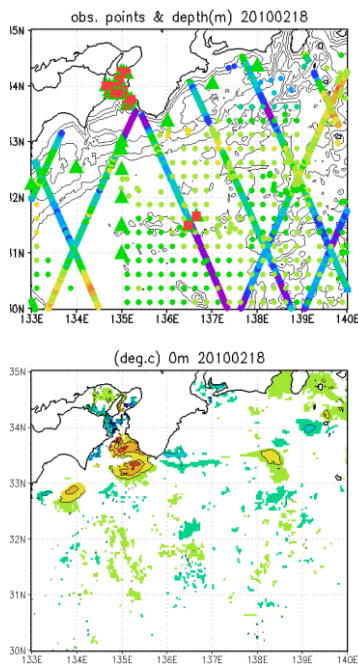 obs. points & depth(m) 20100218
35N
34N
33N
32N
31N
30N
133E 134E 135E 136E 137E 138E 139E 140E
(deg.c) 0m 20100218
35N
34N
33N
32N
31N
30N
133E 134E 135E 136E 137E 138E 139E 140E